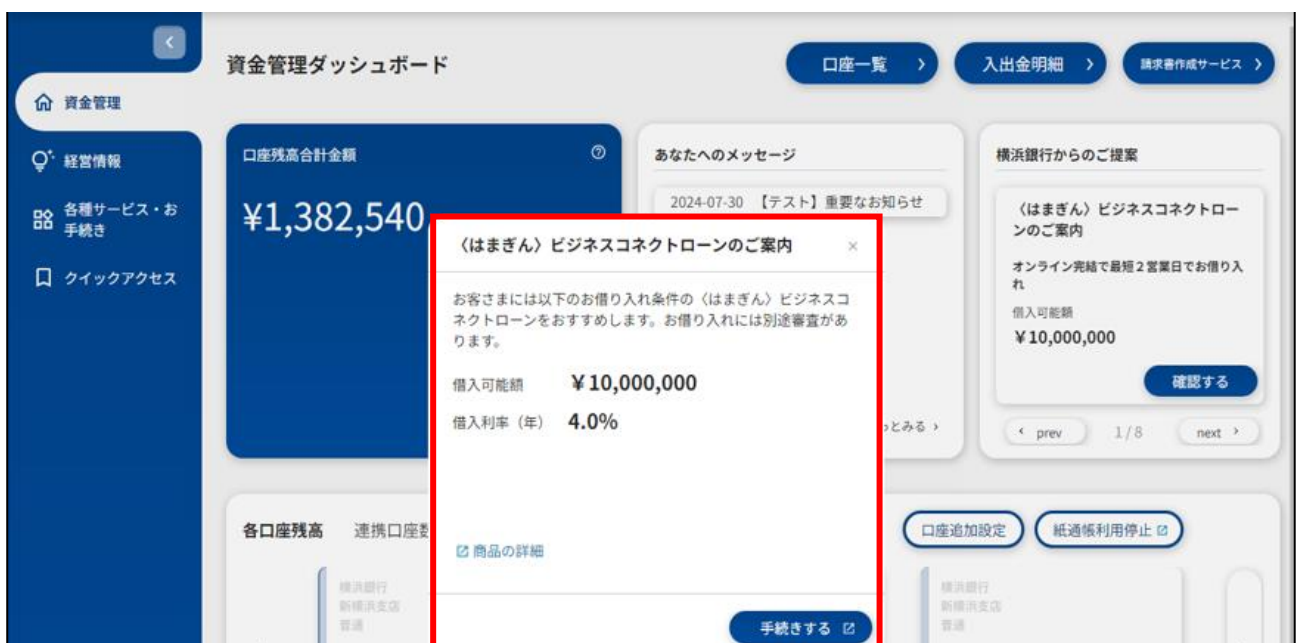 資金管理ダッシュボード
口座一覧
入出金明細
請求書作成サービス
資金管理
経営情報
各種サービス・お
手続き
クイックアクセス
口座残高合計金額
¥1,382,540
あなたへのメッセージ
2024-07-30 【テスト】重要なお知らせ
っとみる
横浜銀行からのご提案
〈はまぎん〉ビジネスコネクトロー
ンのご案内
オンライン完結で最短２営業日でお借り入
れ
借入可能額
¥10,000,000
確認する
prev
1/8
next
〈はまぎん〉ビジネスコネクトローンのご案内
お客さまには以下のお借り入れ条件の〈はまぎん〉ビジネスコ
ネクトローンをおすすめします。お借り入れには別途審査があ
ります。
借入可能額 ¥10,000,000
借入利率（年） 4.0%
商品の詳細
手続きする
各口座残高
連携口座数
口座追加設定
紙通帳利用停止
横浜銀行
新横浜支店
普通
横浜銀行
新横浜支店
普通